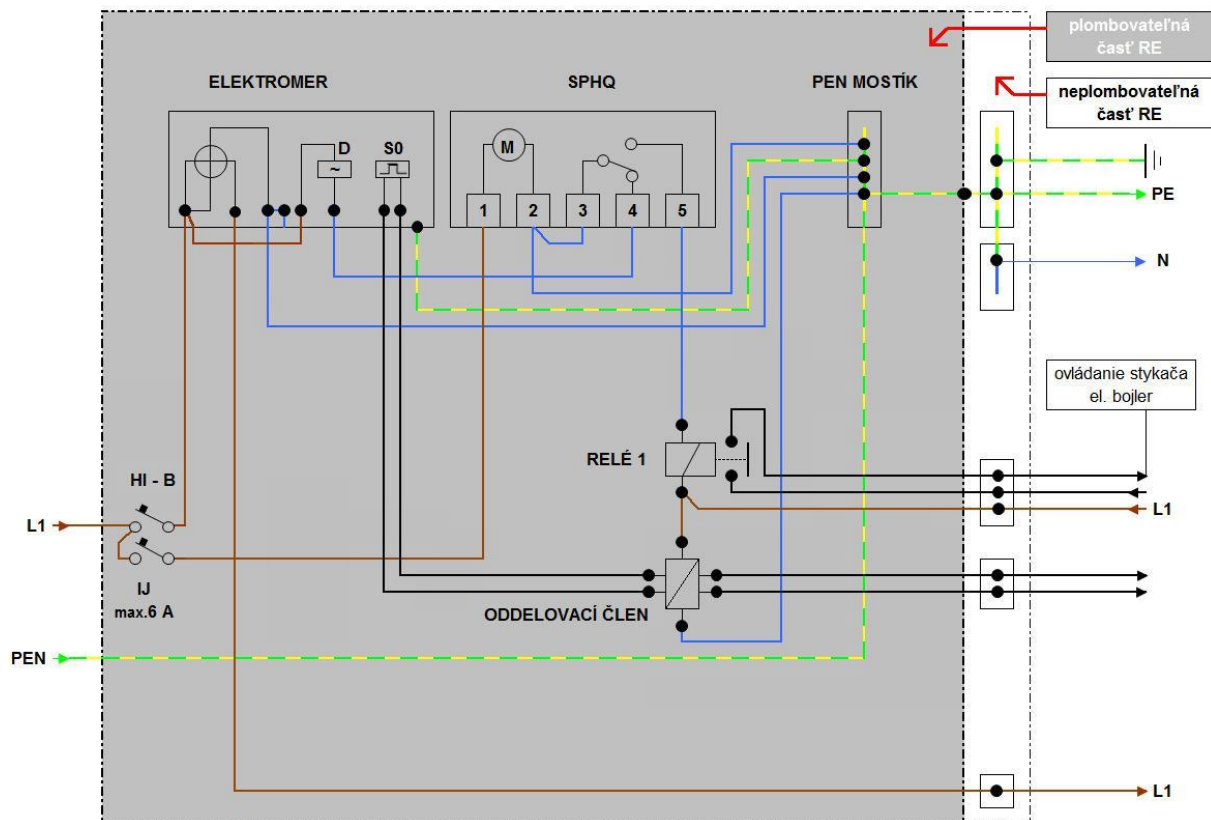 plombovateľná
časť RE
ELEKTROMER
SPHQ
PEN MOSTÍK
neplombovateľná
časť RE
D
S0
~
M
1
2
3
4
5
PE
N
ovládanie stykača
el. bojler
RELÉ 1
HI - B
L1
L1
IJ
max.6 A
ODDELOVACÍ ČLEN
PEN
L1